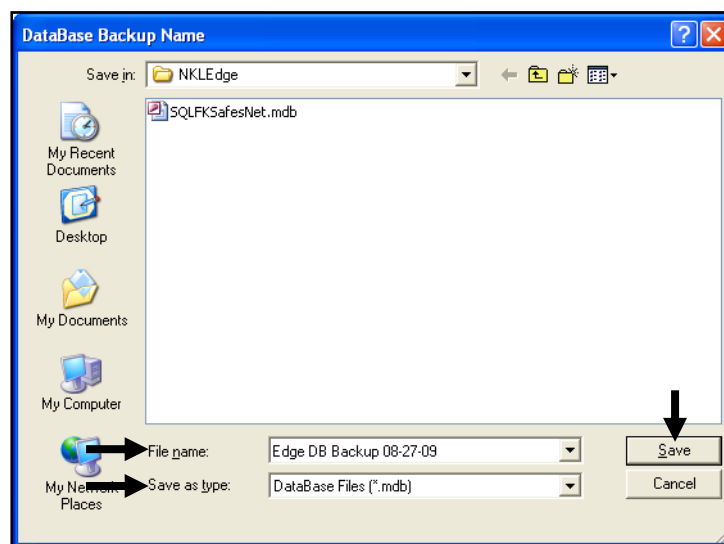 DataBase Backup Name
Save in: NKLEdge
SQLFKSafesNet.mdb
My Recent
Documents
Desktop
My Documents
My Computer
My Network
Places
File name: Edge DB Backup 08-27-09 Save
Save as type: DataBase Files (*.mdb) Cancel